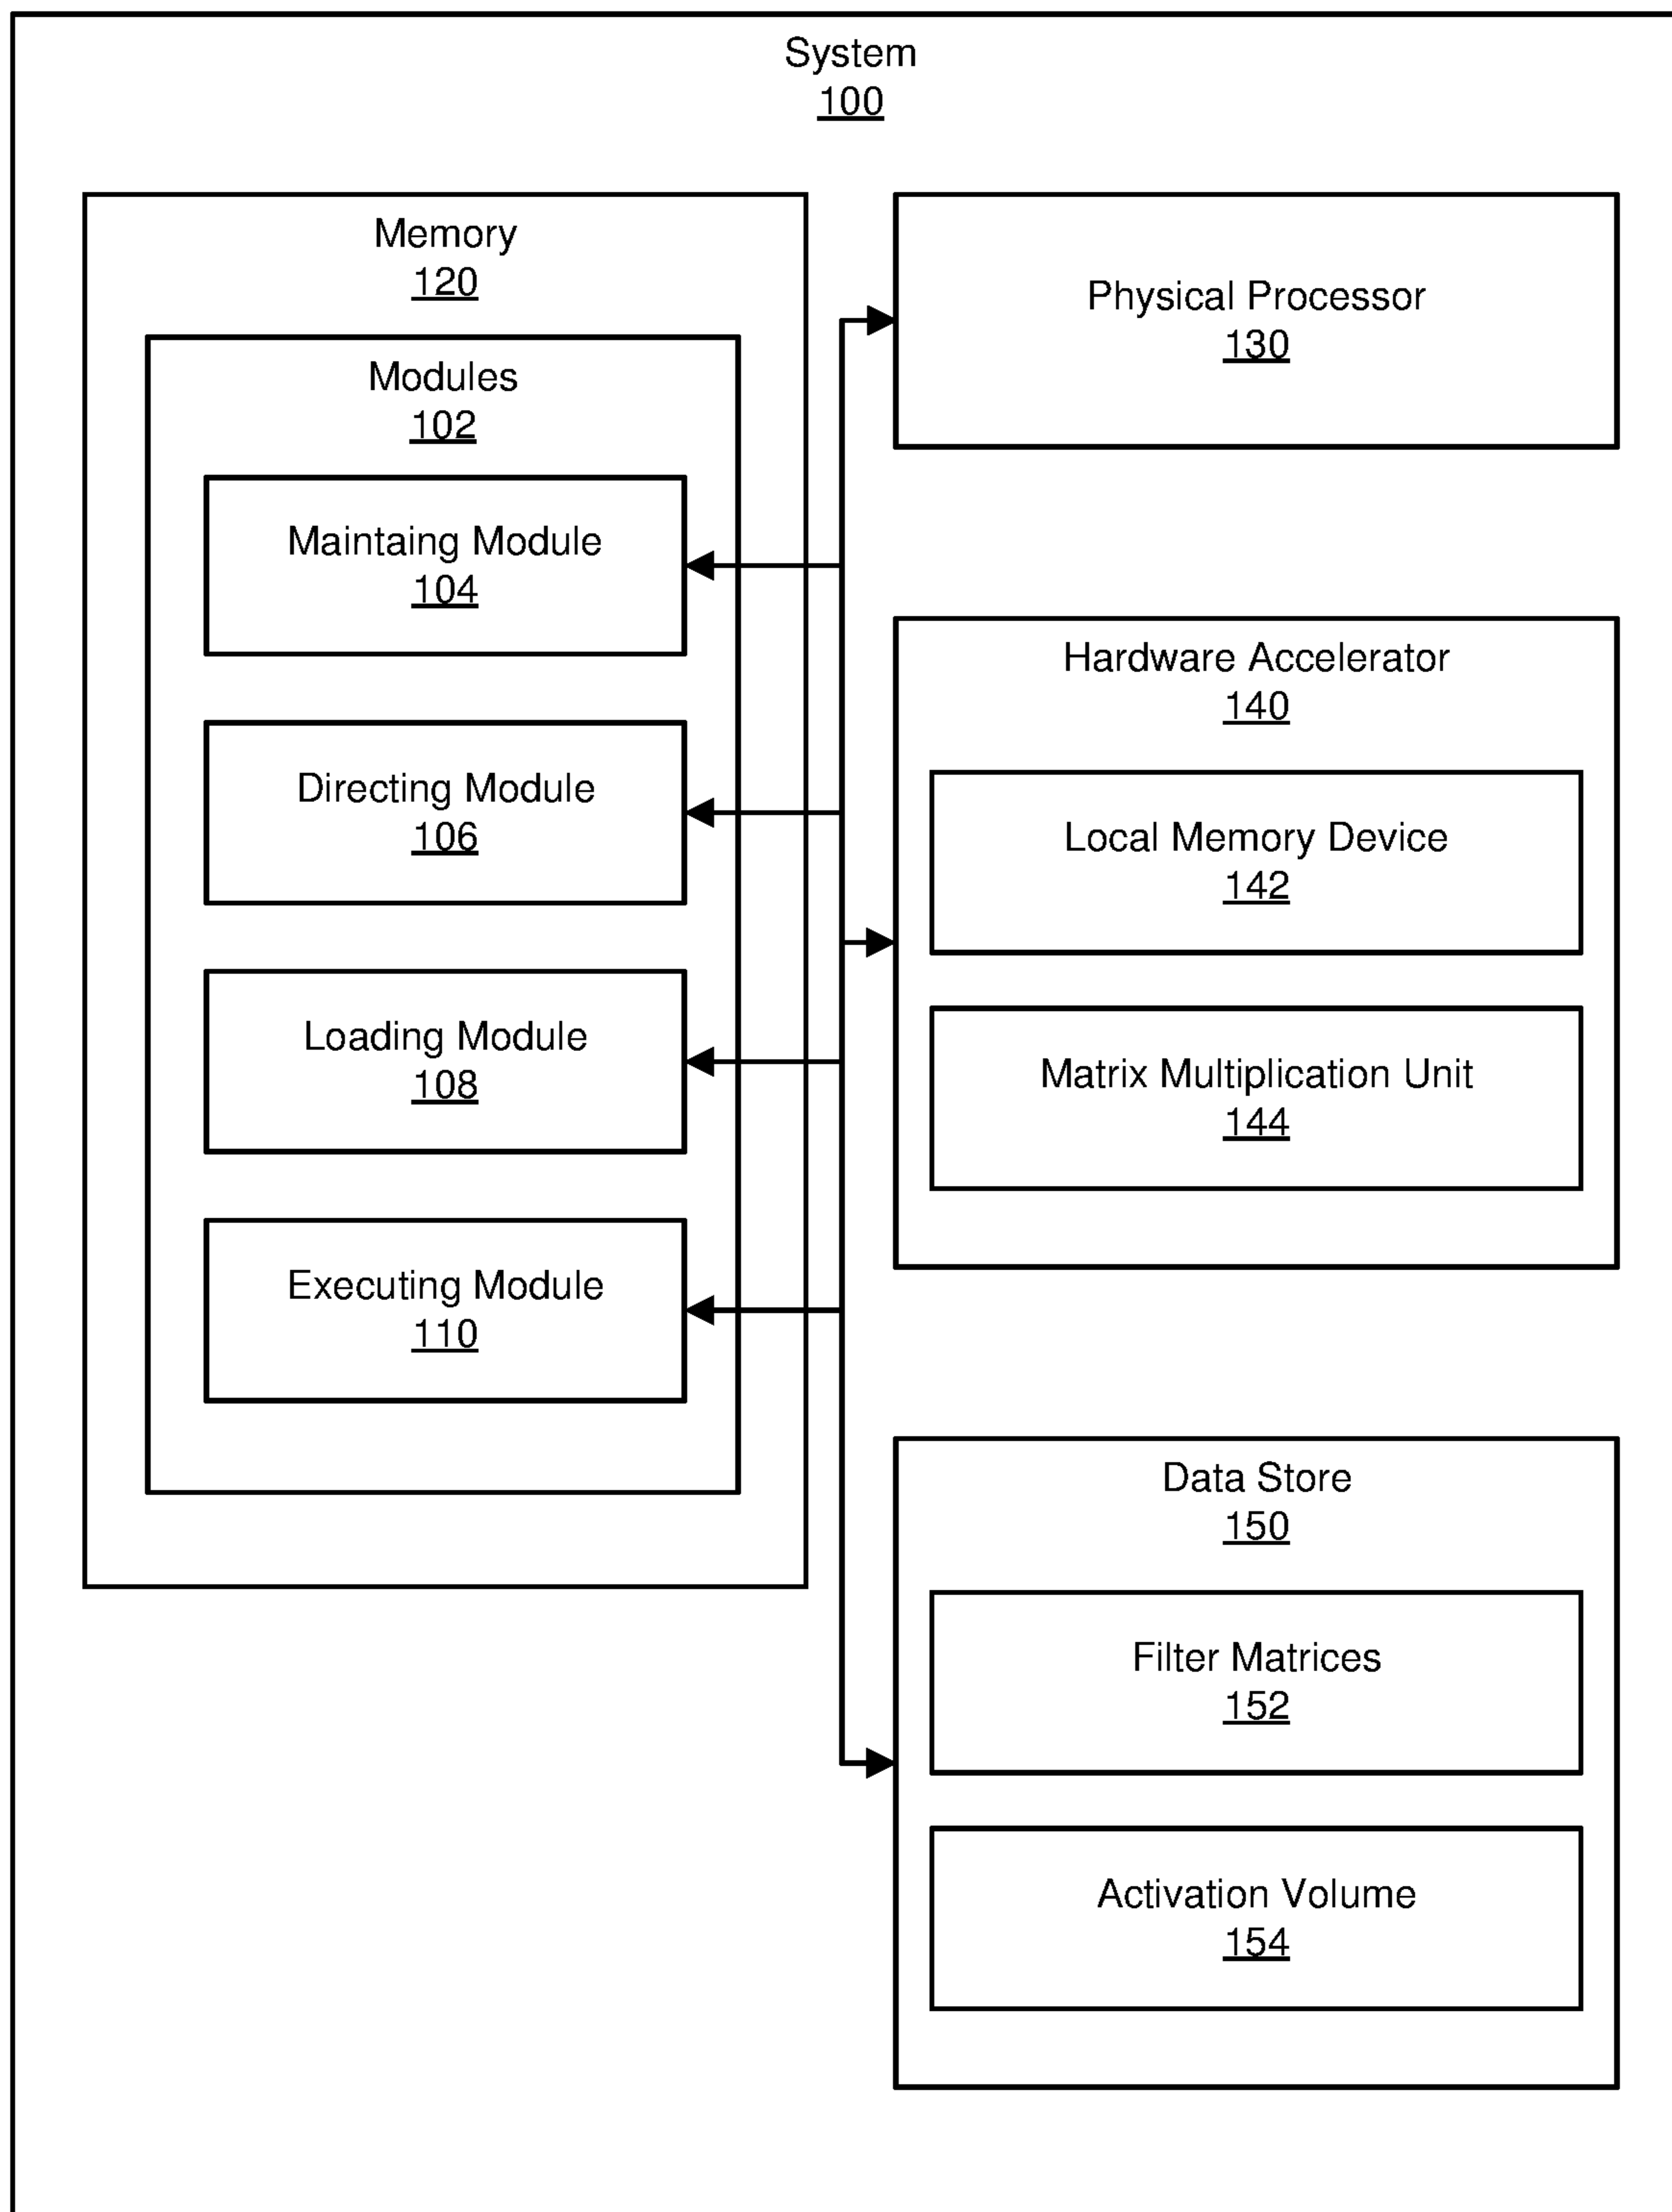 System
100
Memory
120
Modules
102
Maintaing Module
104
Directing Module
106
Loading Module
108
Executing Module
110
Physical Processor
130
Hardware Accelerator
140
Local Memory Device
142
Matrix Multiplication Unit
144
Data Store
150
Filter Matrices
152
Activation Volume
154